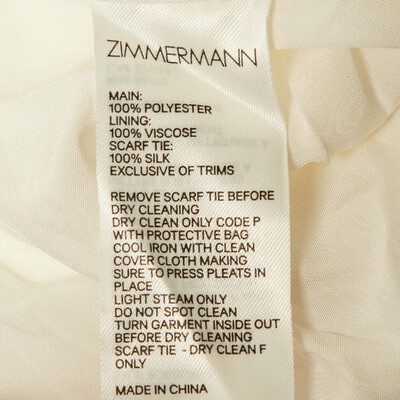 ZIMMERMANN
MAIN:
100% POLYESTER
LINING:
100% VISCOSE
SCARF TIE:
100% SILK
EXCLUSIVE OF TRIMS
REMOVE SCARF TIE BEFORE
DRY CLEANING
DRY CLEAN ONLY CODE P
WITH PROTECTIVE BAG
COOL IRON WITH CLEAN
COVER CLOTH MAKING
SURE TO PRESS PLEATS IN
PLACE
LIGHT STEAM ONLY
DO NOT SPOT CLEAN
TURN GARMENT INSIDE OUT
BEFORE DRY CLEANING
SCARF TIE - DRY CLEAN F
ONLY
MADE IN CHINA